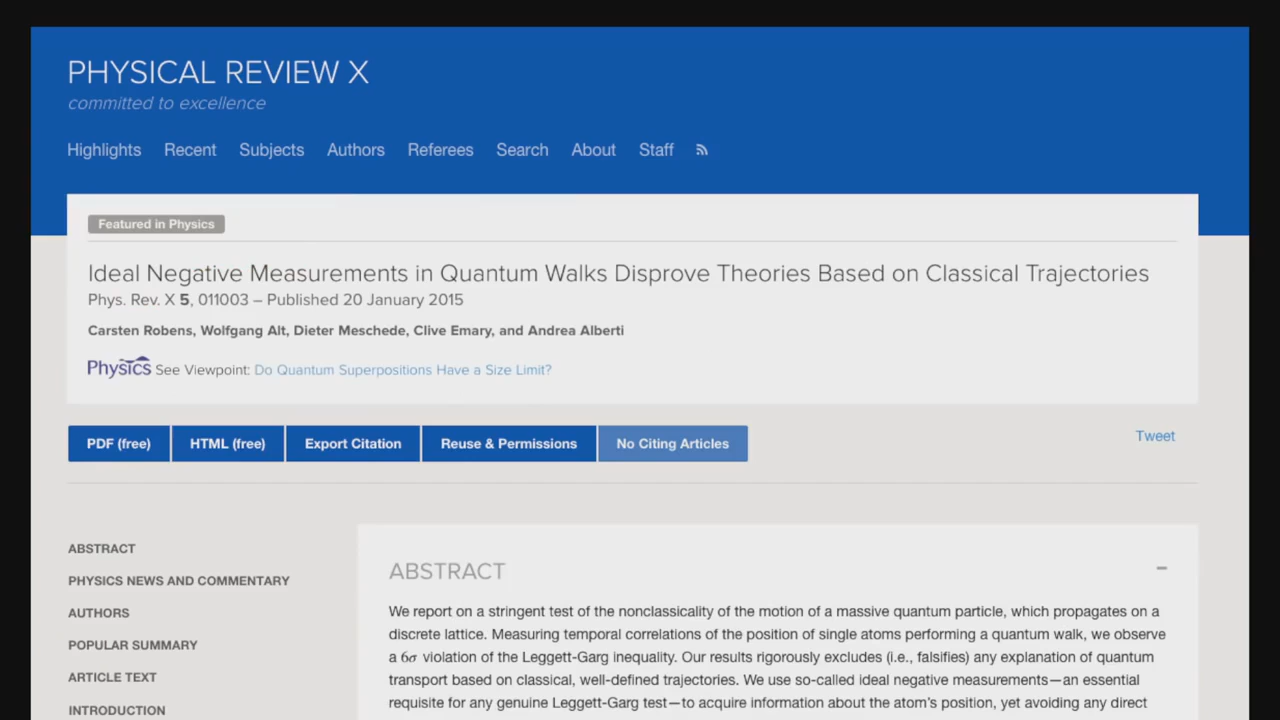 PHYSICAL REVIEW X
committed to excellence
Highlights Recent Subjects Authors Referees Search About Staff
Featured in Physics
Ideal Negative Measurements in Quantum Walks Disprove Theories Based on Classical Trajectories
Phys. Rev. X 5, 011003 – Published 20 January 2015
Carsten Robens, Wolfgang Alt, Dieter Meschede, Clive Emary, and Andrea Alberti
Physics See Viewpoint: Do Quantum Superpositions Have a Size Limit?
PDF (free) HTML (free) Export Citation Reuse & Permissions No Citing Articles
Tweet
ABSTRACT
PHYSICS NEWS AND COMMENTARY
AUTHORS
POPULAR SUMMARY
ARTICLE TEXT
INTRODUCTION
ABSTRACT –
We report on a stringent test of the nonclassicality of the motion of a massive quantum particle, which propagates on a
discrete lattice. Measuring temporal correlations of the position of single atoms performing a quantum walk, we observe
a 6σ violation of the Leggett-Garg inequality. Our results rigorously excludes (i.e., falsifies) any explanation of quantum
transport based on classical, well-defined trajectories. We use so-called ideal negative measurements—an essential
requisite for any genuine Leggett-Garg test—to acquire information about the atom's position, yet avoiding any direct